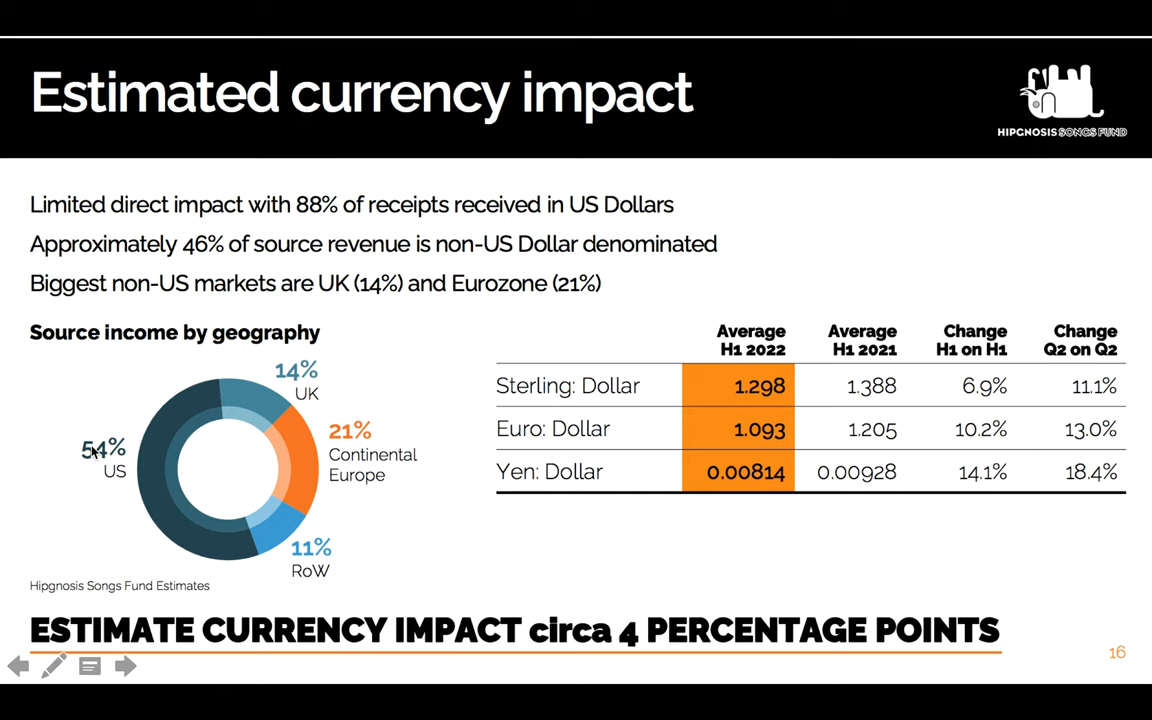 Estimated currency impact
HIPGNOSIS SONGS FUND
Limited direct impact with 88% of receipts received in US Dollars
Approximately 46% of source revenue is non-US Dollar denominated
Biggest non-US markets are UK (14%) and Eurozone (21%)
Source income by geography
14%
UK
21%
Continental
Europe
54%
US
11%
RoW
Hipgnosis Songs Fund Estimates
Average Average Change Change
H1 2022 H1 2021 H1 on H1 Q2 on Q2
Sterling: Dollar 1.298 1.388 6.9% 11.1%
Euro: Dollar 1.093 1.205 10.2% 13.0%
Yen: Dollar 0.00814 0.00928 14.1% 18.4%
ESTIMATE CURRENCY IMPACT circa 4 PERCENTAGE POINTS
16